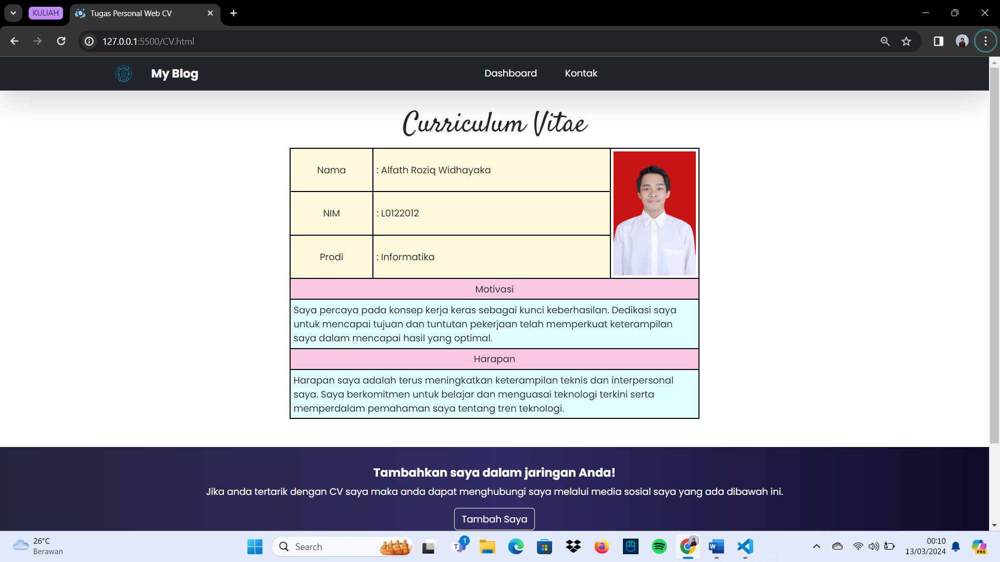 KULIAH
Tugas Personal Web CV
127.0.0.1:5500/CV.html
My Blog
Dashboard
Kontak
Curriculum Vitae
Nama
: Alfath Roziq Widhayaka
NIM
: L0122012
Prodi
: Informatika
Motivasi
Saya percaya pada konsep kerja keras sebagai kunci keberhasilan. Dedikasi saya
untuk mencapai tujuan dan tuntutan pekerjaan telah memperkuat keterampilan
saya dalam mencapai hasil yang optimal.
Harapan
Harapan saya adalah terus meningkatkan keterampilan teknis dan interpersonal
saya. Saya berkomitmen untuk belajar dan menguasai teknologi terkini serta
memperdalam pemahaman saya tentang tren teknologi.
Tambahkan saya dalam jaringan Anda!
Jika anda tertarik dengan CV saya maka anda dapat menghubungi saya melalui media sosial saya yang ada dibawah ini.
Tambah Saya
26°C
Berawan
Search
1
00:10
13/03/2024
PRE